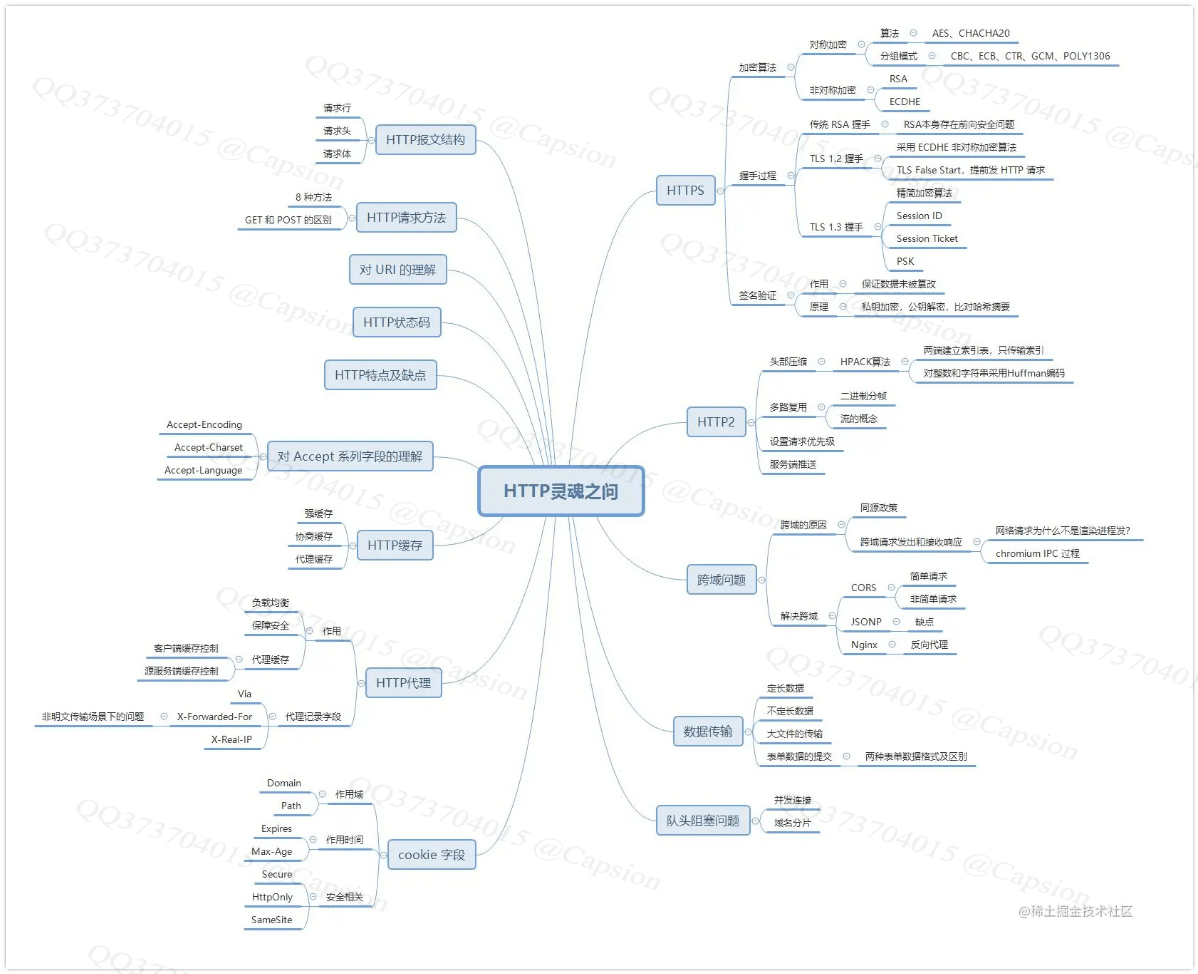 HTTP灵魂之问
HTTP报文结构
请求行
请求头
请求体
HTTP请求方法
8 种方法
GET 和 POST 的区别
对 URI 的理解
HTTP状态码
HTTP特点及缺点
对 Accept 系列字段的理解
Accept-Encoding
Accept-Charset
Accept-Language
HTTP缓存
强缓存
协商缓存
代理缓存
HTTP代理
作用
负载均衡
保障安全
代理缓存
客户端缓存控制
源服务端缓存控制
代理记录字段
Via
X-Forwarded-For
非明文传输场景下的问题
X-Real-IP
cookie 字段
作用域
Domain
Path
作用时间
Expires
Max-Age
安全相关
Secure
HttpOnly
SameSite
HTTPS
加密算法
对称加密
算法
AES、CHACHA20
分组模式
CBC、ECB、CTR、GCM、POLY1306
非对称加密
RSA
ECDHE
握手过程
传统 RSA 握手
RSA本身存在前向安全问题
TLS 1.2 握手
采用 ECDHE 非对称加密算法
TLS False Start，提前发 HTTP 请求
TLS 1.3 握手
精简加密算法
Session ID
Session Ticket
PSK
签名验证
作用
保证数据未被篡改
原理
私钥加密，公钥解密，比对哈希摘要
HTTP2
头部压缩
HPACK算法
两端建立索引表，只传输索引
对整数和字符串采用Huffman编码
多路复用
二进制分帧
流的概念
设置请求优先级
服务端推送
跨域问题
跨域的原因
同源政策
跨域请求发出和接收响应
网络请求为什么不是渲染进程发?
chromium IPC 过程
解决跨域
CORS
简单请求
非简单请求
JSONP
缺点
Nginx
反向代理
数据传输
定长数据
不定长数据
大文件的传输
表单数据的提交
两种表单数据格式及区别
队头阻塞问题
并发连接
域名分片
QQ373704015 @Capsion
@稀土掘金技术社区